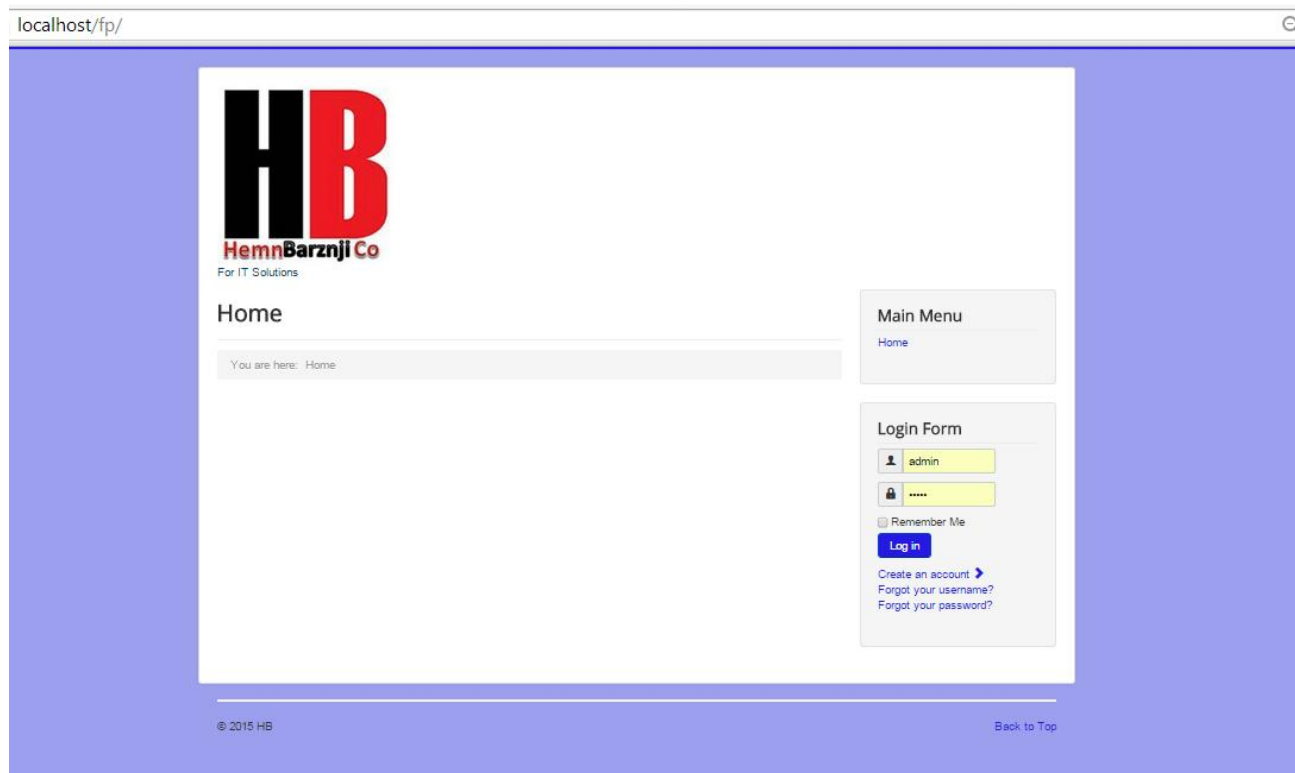 localhost/fp/
HB
HemnBarznji Co
For IT Solutions
Home
You are here: Home
Main Menu
Home
Login Form
admin
•••••
Remember Me
Log in
Create an account
Forgot your username?
Forgot your password?
© 2015 HB
Back to Top